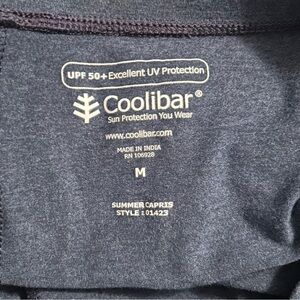 UPF 50+ Excellent UV Protection
Coolibar®
Sun Protection You Wear
www.coolibar.com
MADE IN INDIA
RN 106928
M
SUMMER CAPRIS
STYLE : 01423